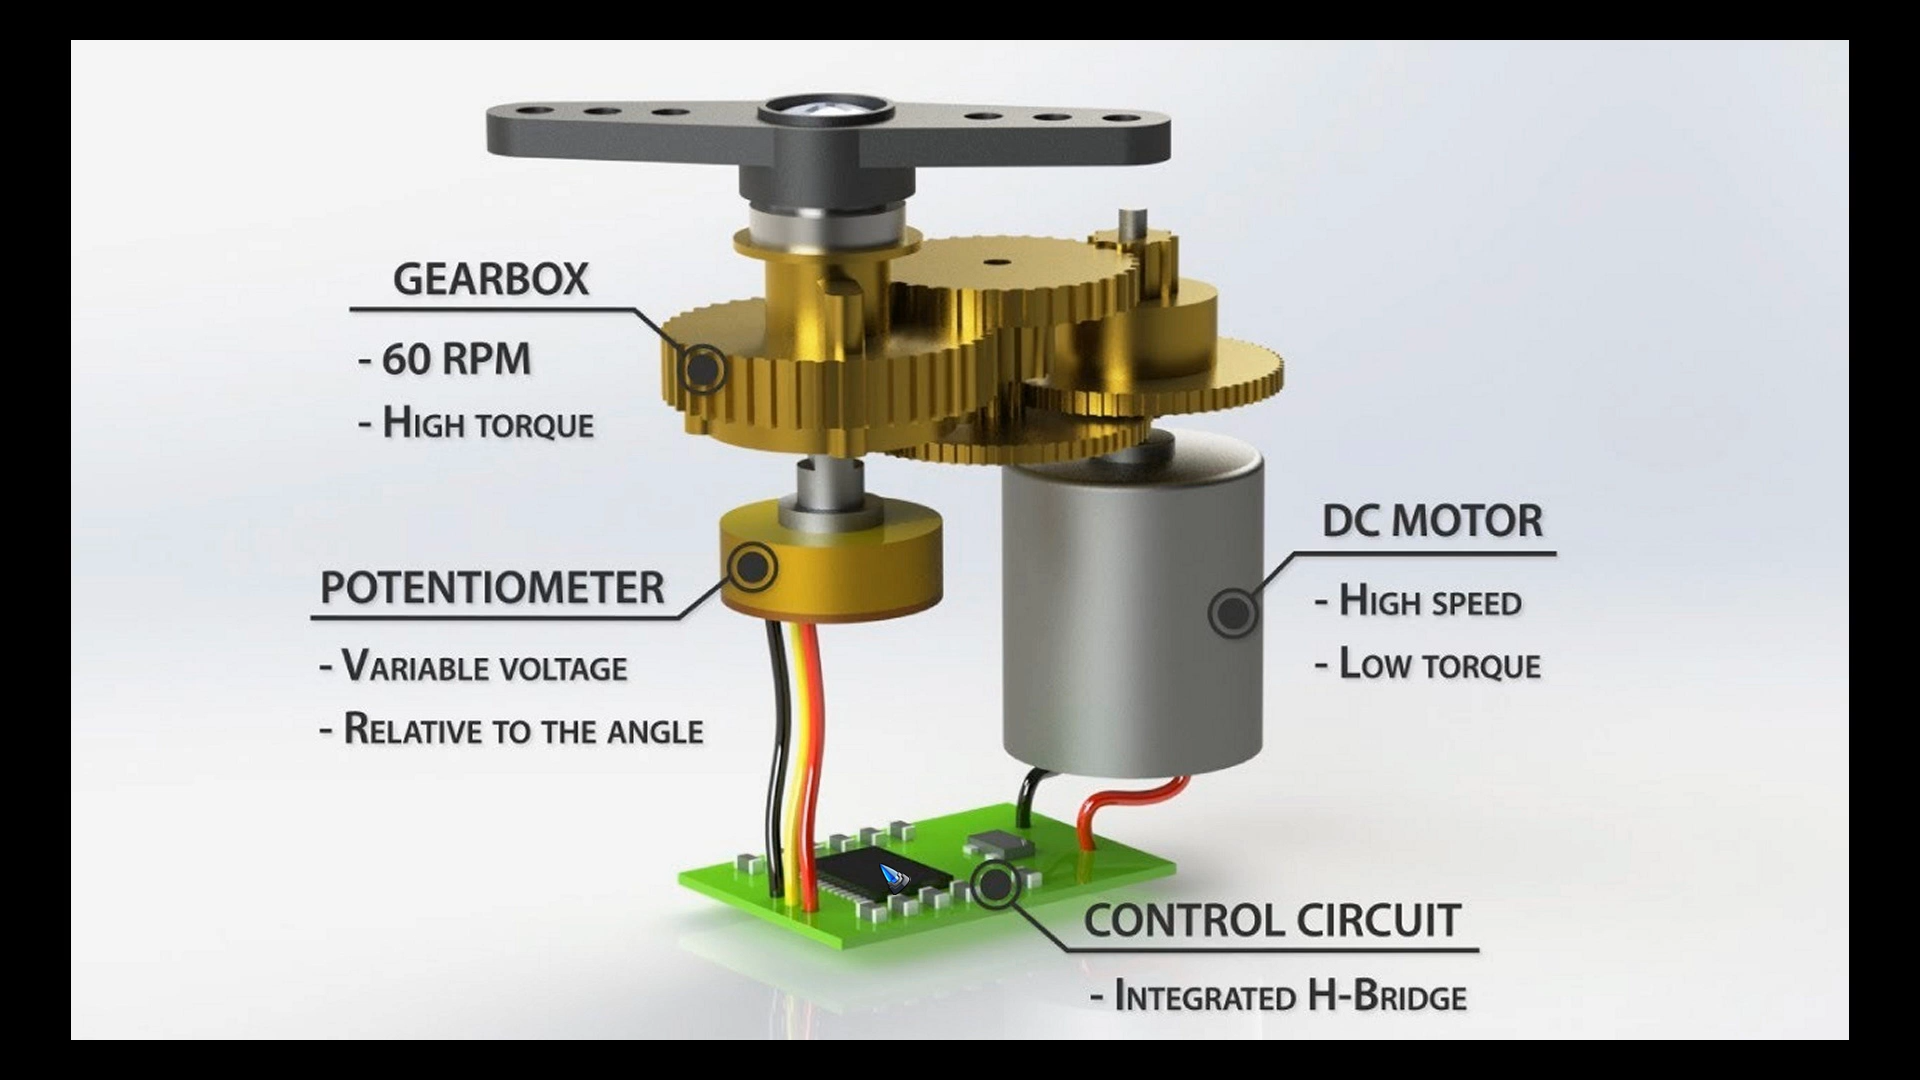 GEARBOX
- 60 RPM
- HIGH TORQUE
POTENTIOMETER
- VARIABLE VOLTAGE
- RELATIVE TO THE ANGLE
DC MOTOR
- HIGH SPEED
- LOW TORQUE
CONTROL CIRCUIT
- INTEGRATED H-BRIDGE